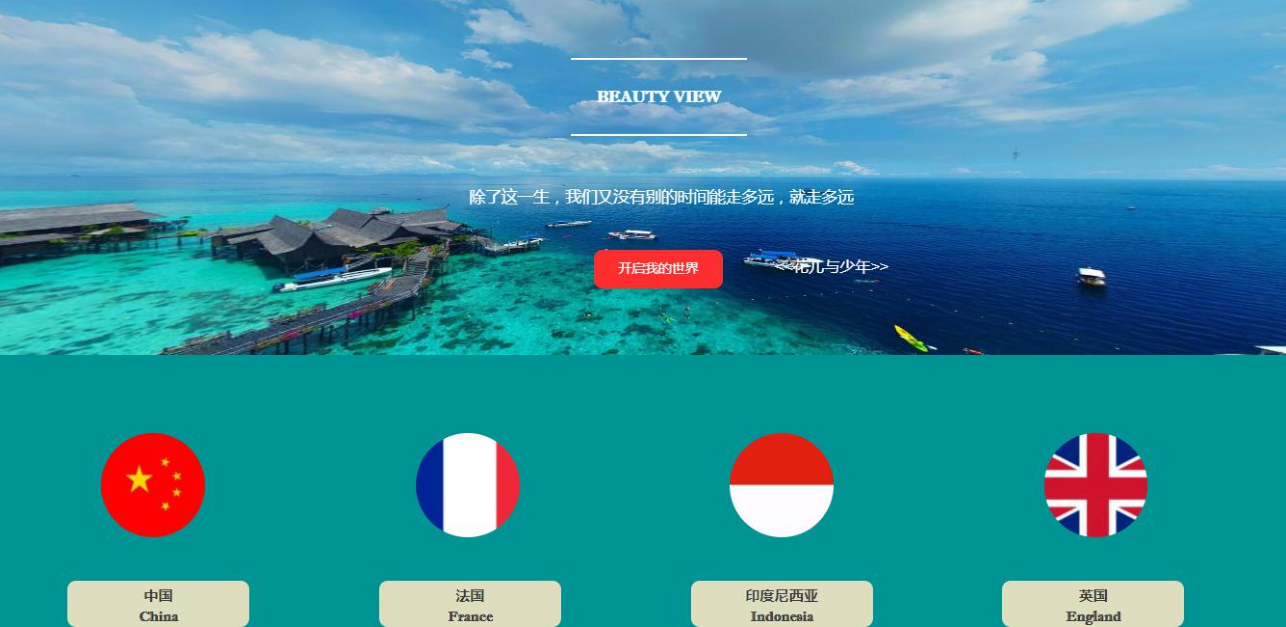 BEAUTY VIEW
除了这一生，我们又没有别的时间能走多远，就走多远
开启我的世界
<<花儿与少年>>
中国
China
法国
France
印度尼西亚
Indonesia
英国
England